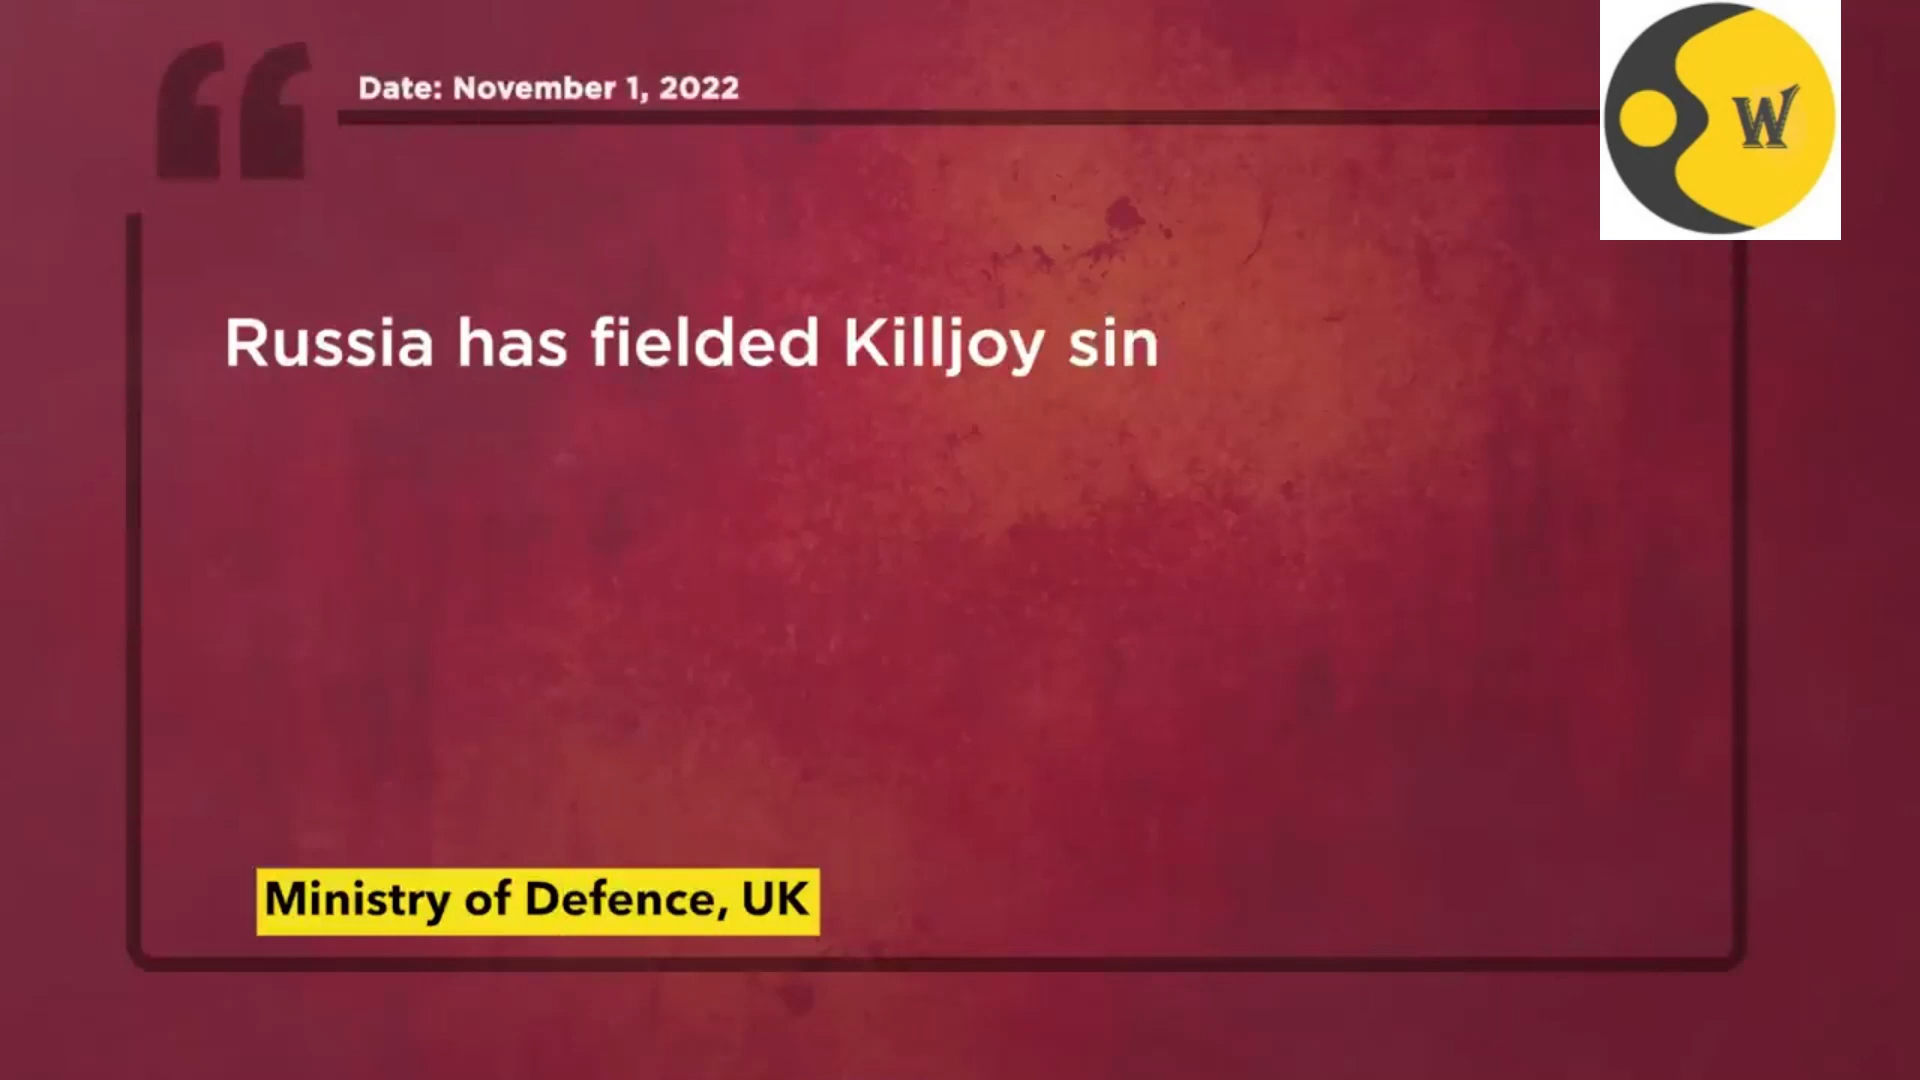 Date: November 1, 2022
W
Russia has fielded Killjoy sin
Ministry of Defence, UK